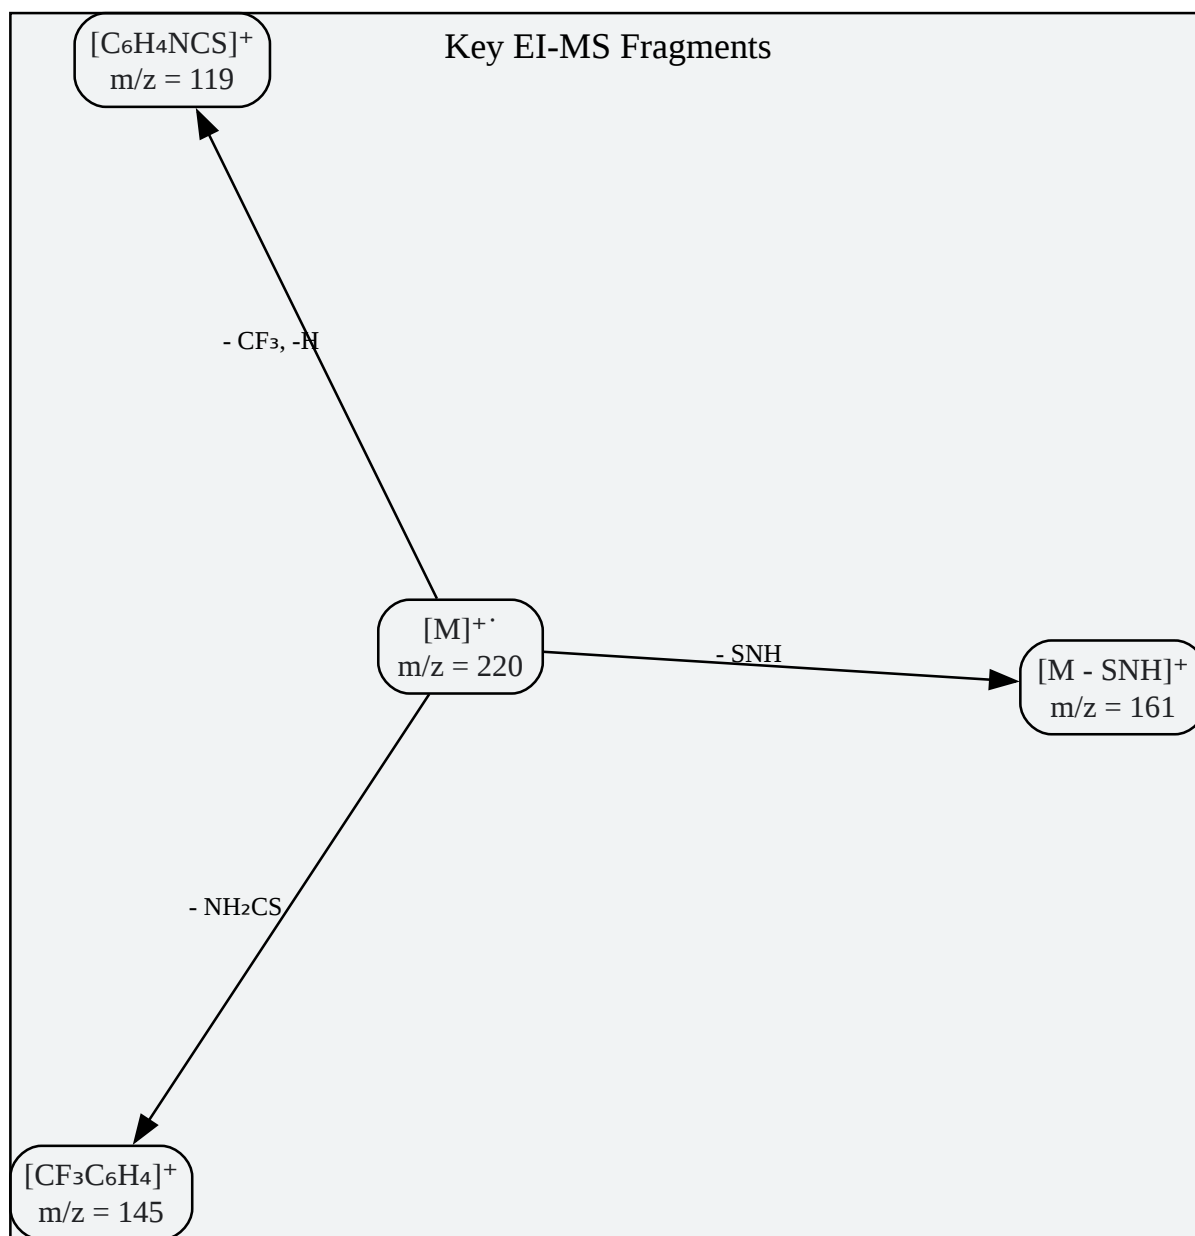 Key EI-MS Fragments
[C₆H₄NCS]⁺
m/z = 119
- CF₃, -H
[M]⁺˙
m/z = 220
- SNH
[M - SNH]⁺
m/z = 161
- NH₂CS
[CF₃C₆H₄]⁺
m/z = 145